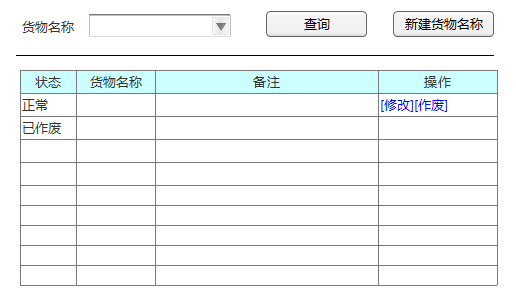 货物名称 查询 新建货物名称
状态 货物名称 备注 操作
正常 [修改][作废]
已作废